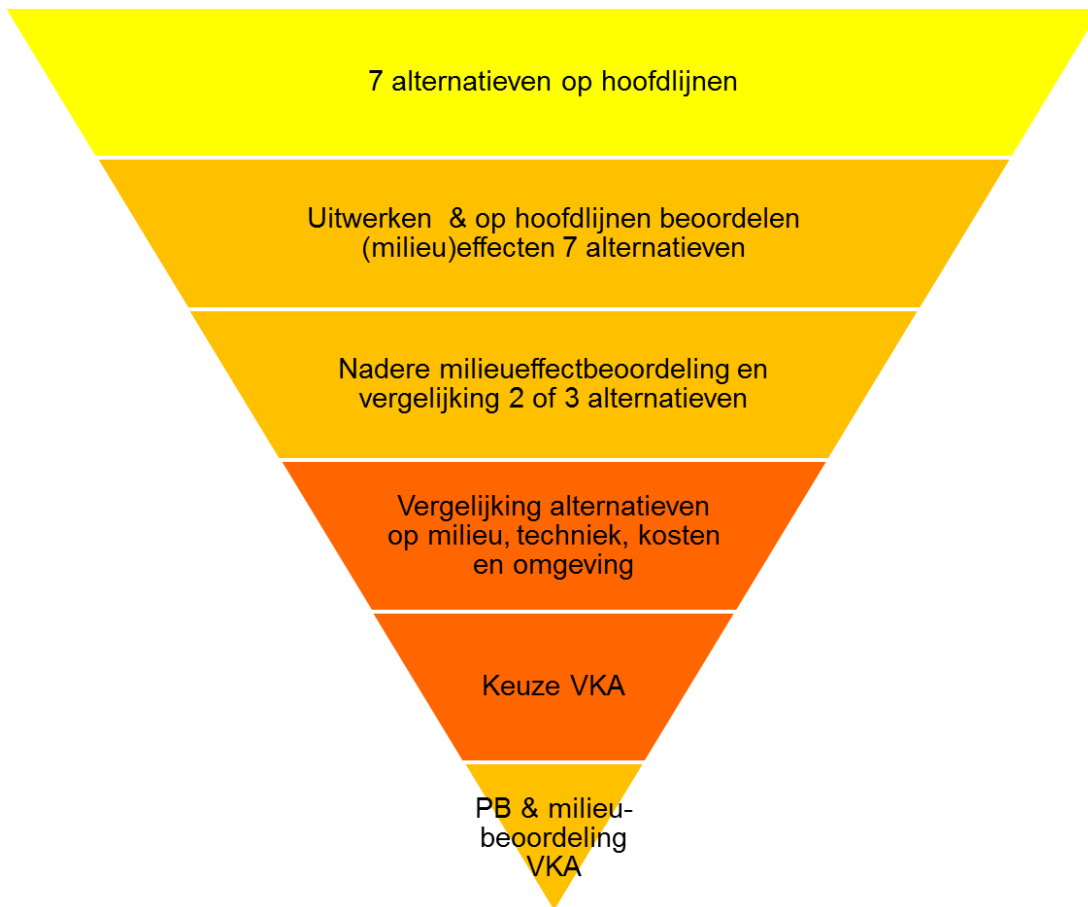 7 alternatieven op hoofdlijnen
Uitwerken & op hoofdlijnen beoordelen
(milieu)effecten 7 alternatieven
Nadere milieueffectbeoordeling en
vergelijking 2 of 3 alternatieven
Vergelijking alternatieven
op milieu, techniek, kosten
en omgeving
Keuze VKA
PB & milieu-
beoordeling
VKA